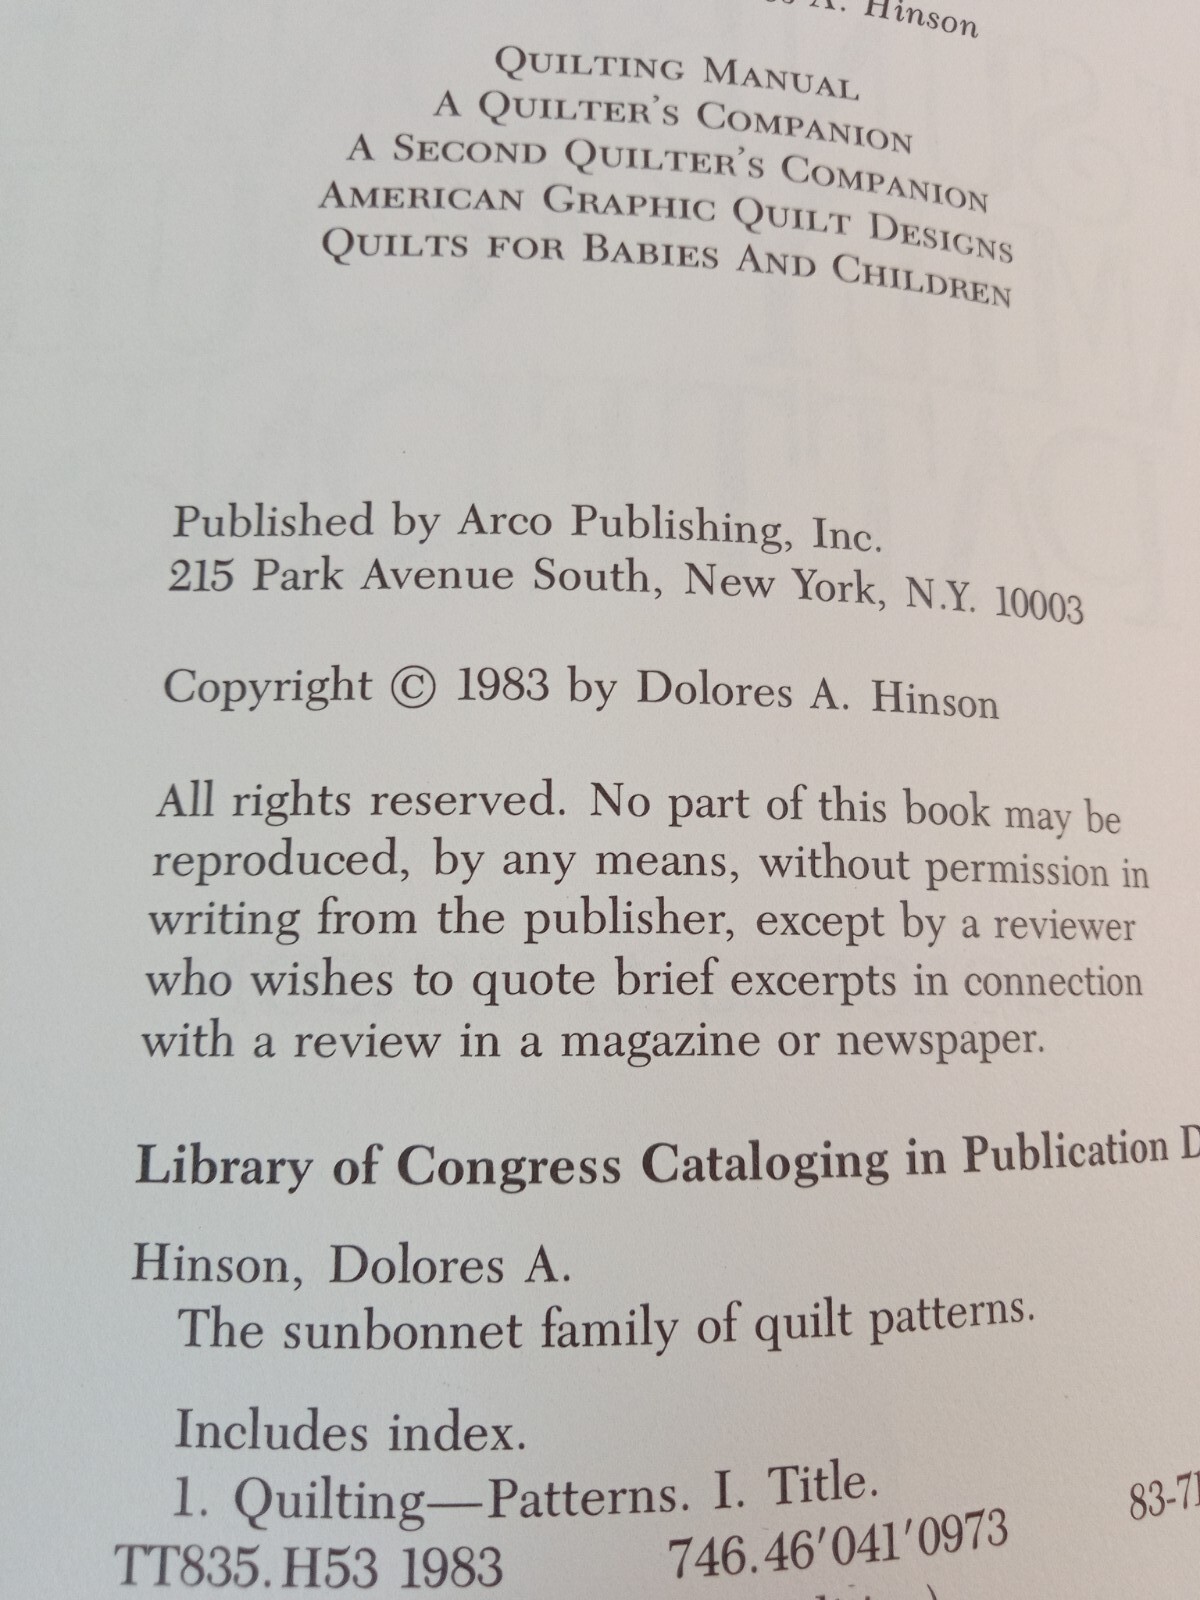 A. Hinson
QUILTING MANUAL
A QUILTER'S COMPANION
A SECOND QUILTER'S COMPANION
AMERICAN GRAPHIC QUILT DESIGNS
QUILTS FOR BABIES AND CHILDREN
Published by Arco Publishing, Inc.
215 Park Avenue South, New York, N.Y. 10003
Copyright © 1983 by Dolores A. Hinson
All rights reserved. No part of this book may be
reproduced, by any means, without permission in
writing from the publisher, except by a reviewer
who wishes to quote brief excerpts in connection
with a review in a magazine or newspaper.
Library of Congress Cataloging in Publication D
Hinson, Dolores A.
The sunbonnet family of quilt patterns.
Includes index.
1. Quilting—Patterns. I. Title.
TT835.H53 1983 746.46′041′0973 83-71